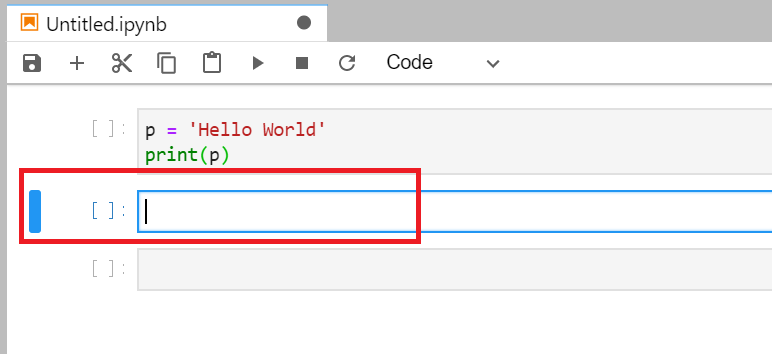 Untitled.ipynb
Code
[ ]: p = 'Hello World'
print(p)
[ ]:
[ ]: